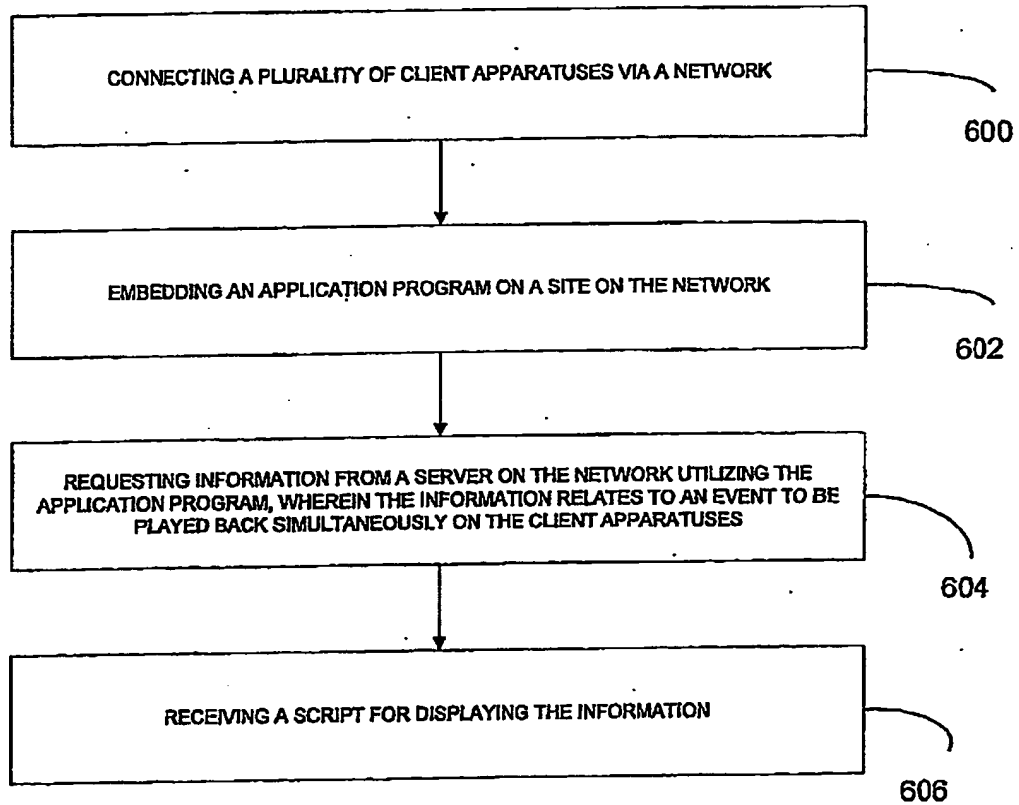 CONNECTING A PLURALITY OF CLIENT APPARATUSES VIA A NETWORK
600
EMBEDDING AN APPLICATION PROGRAM ON A SITE ON THE NETWORK
602
REQUESTING INFORMATION FROM A SERVER ON THE NETWORK UTILIZING THE
APPLICATION PROGRAM, WHEREIN THE INFORMATION RELATES TO AN EVENT TO BE
PLAYED BACK SIMULTANEOUSLY ON THE CLIENT APPARATUSES
604
RECEIVING A SCRIPT FOR DISPLAYING THE INFORMATION
606